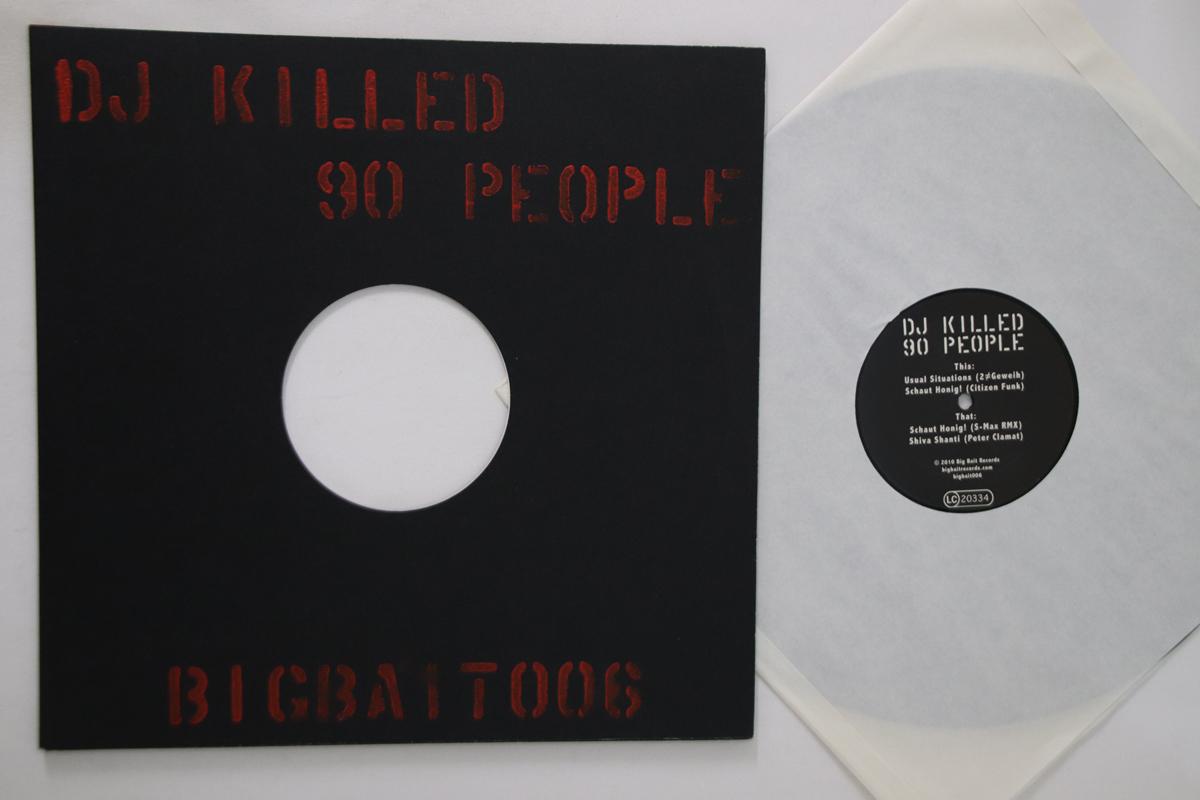 DJ KILLED
90 PEOPLE
BIGBAIT006
DJ KILLED
90 PEOPLE
This:
Usual Situations (2≠Geweih)
Schaut Honig! (Citizen Funk)
That:
Schaut Honig! (S-Max RMX)
Shiva Shanti (Peter Clamat)
© 2010 Big Bait Records
bigbaitrecords.com
bigbait006
LC 20334